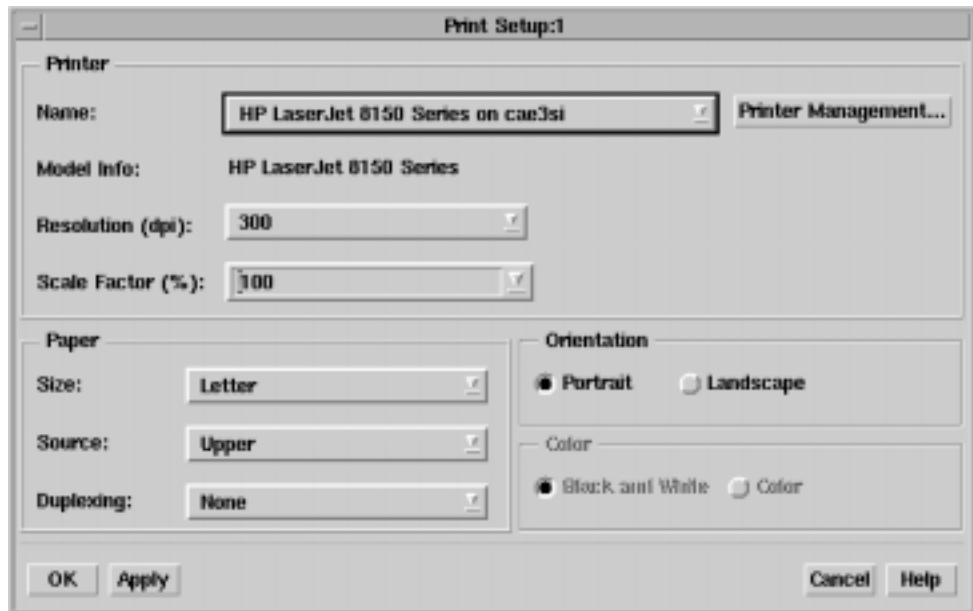 Print Setup:1
Printer
Name:
HP LaserJet 8150 Series on cae3si
Printer Management...
Model Info:
HP LaserJet 8150 Series
Resolution (dpi):
300
Scale Factor (%):
100
Paper
Size:
Letter
Source:
Upper
Duplexing:
None
Orientation
Portrait
Landscape
Color
Black and White
Color
OK
Apply
Cancel
Help